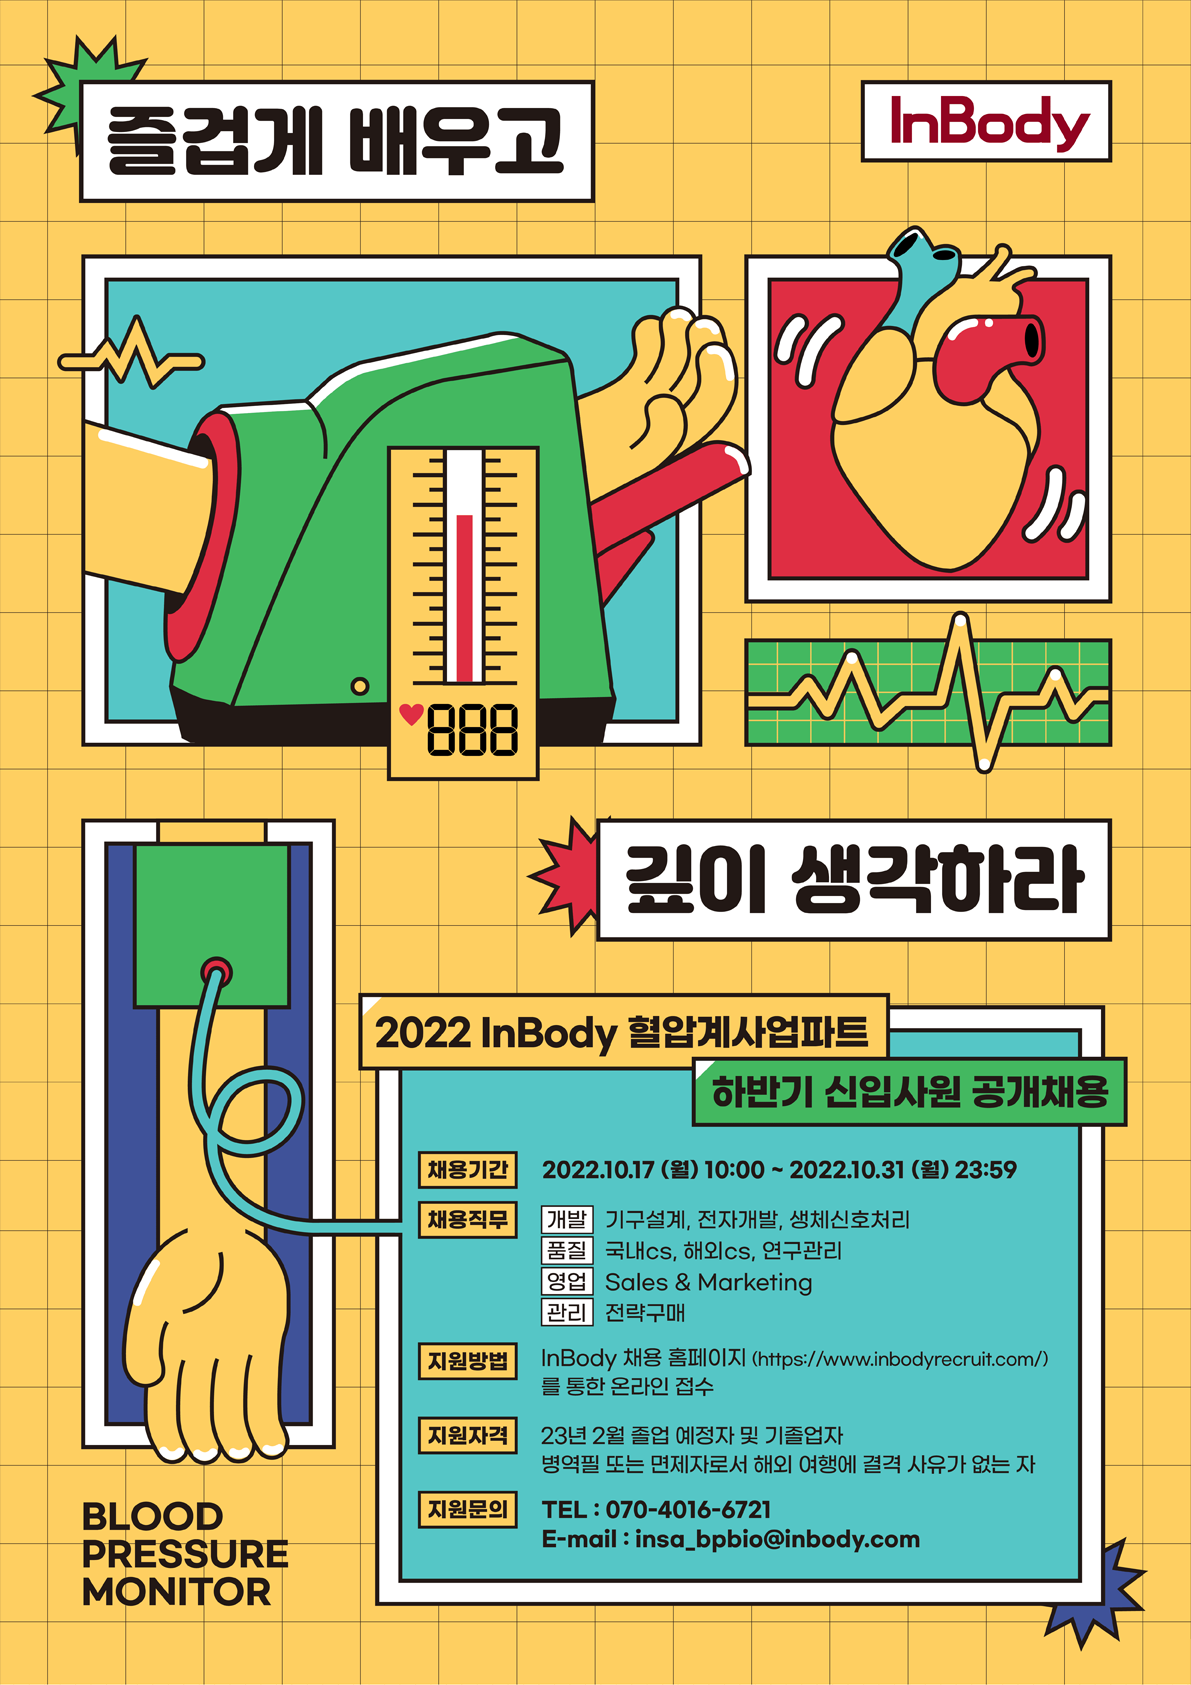 즐겁게 배우고
InBody
888
깊이 생각하라
2022 InBody 혈압계사업파트
하반기 신입사원 공개채용
채용기간 2022.10.17 (월) 10:00 ~ 2022.10.31 (월) 23:59
채용직무 개발 기구설계, 전자개발, 생체신호처리
품질 국내cs, 해외cs, 연구관리
영업 Sales & Marketing
관리 전략구매
지원방법 InBody 채용 홈페이지 (https://www.inbodyrecruit.com/)
를 통한 온라인 접수
지원자격 23년 2월 졸업 예정자 및 기졸업자
병역필 또는 면제자로서 해외 여행에 결격 사유가 없는 자
지원문의 TEL : 070-4016-6721
E-mail : insa_bpbio@inbody.com
BLOOD
PRESSURE
MONITOR